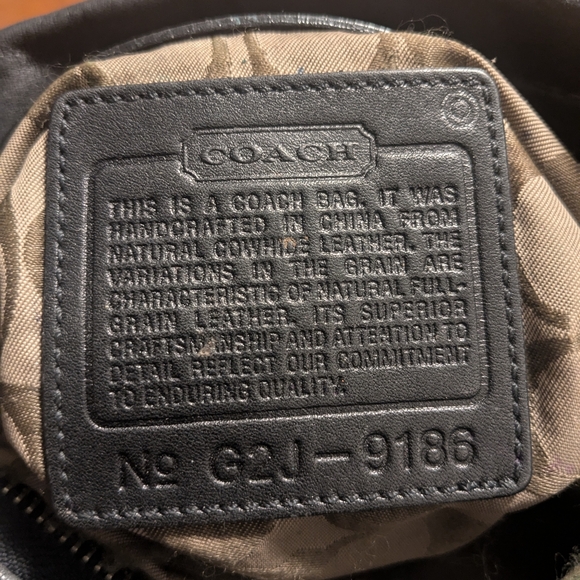 ©
COACH
THIS IS A COACH BAG. IT WAS
HANDCRAFTED IN CHINA FROM
NATURAL COWHIDE LEATHER. THE
VARIATIONS IN THE GRAIN ARE
CHARACTERISTIC OF NATURAL FULL-
GRAIN LEATHER. ITS SUPERIOR
CRAFTSMANSHIP AND ATTENTION TO
DETAIL REFLECT OUR COMMITMENT
TO ENDURING QUALITY.
Nº G2J-9186